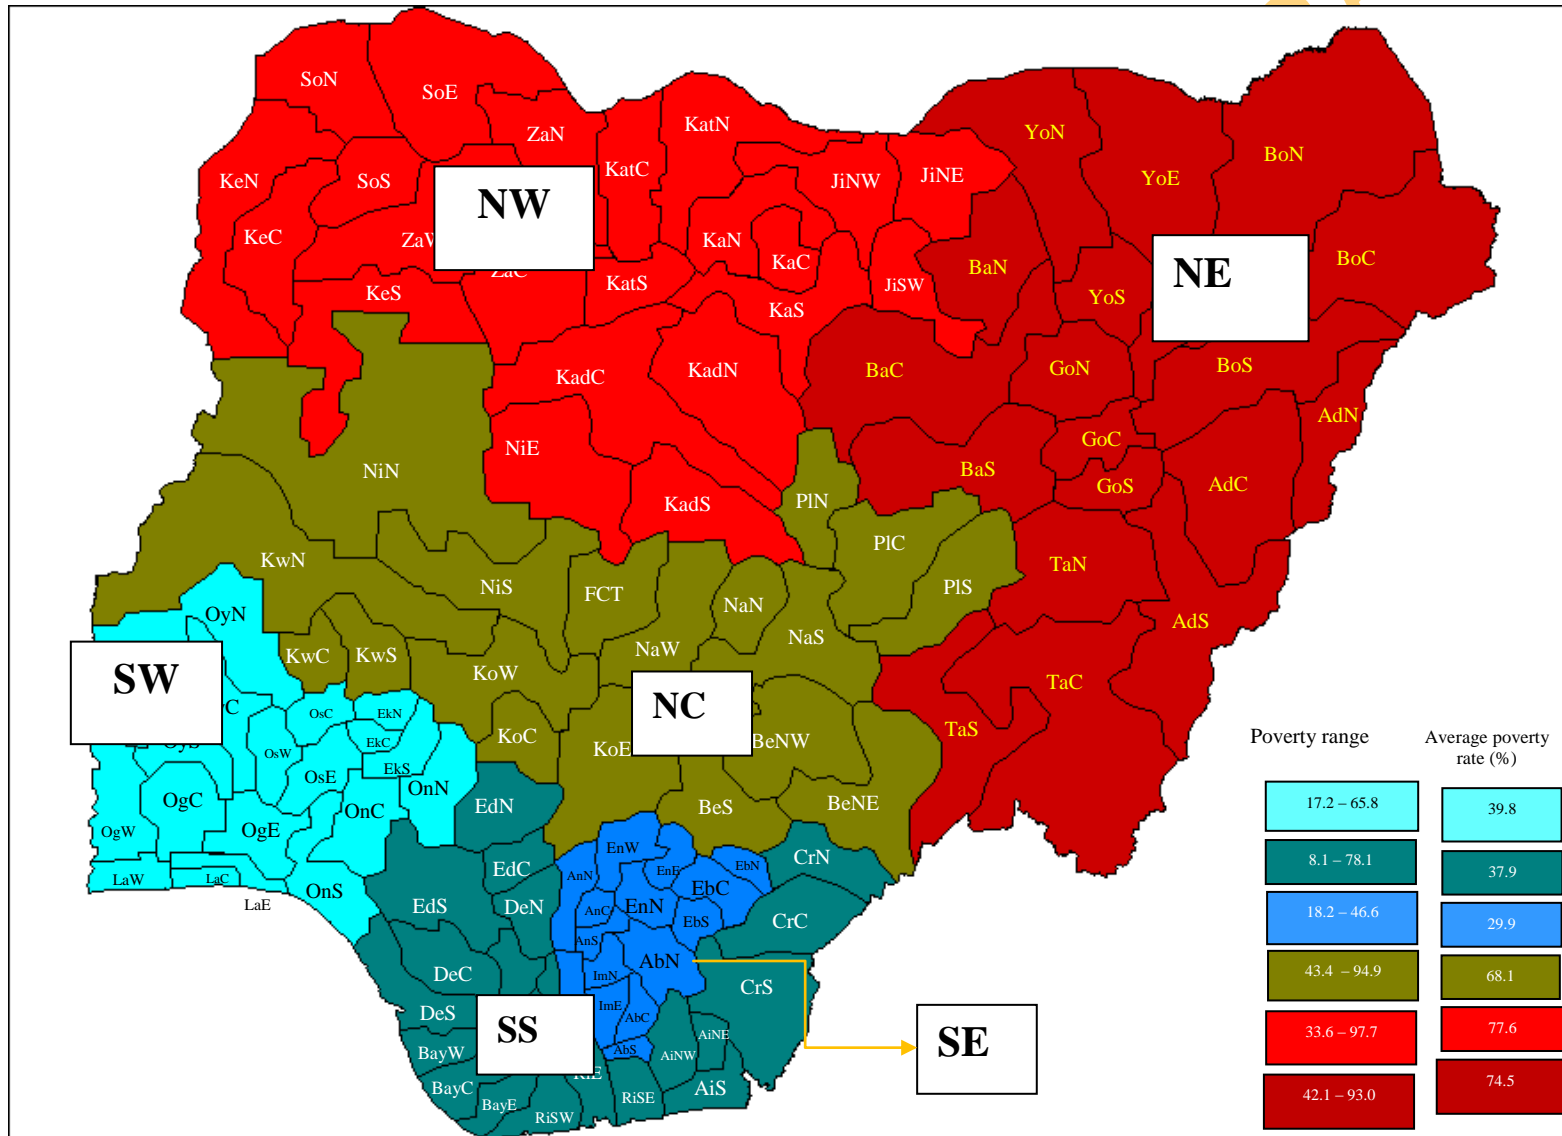 SoN
SoE
ZaN
KatN
KatC
YoN
BoN
YoE
KeN
SoS
JiNW
JiNE
NW
KeC
ZaW
KaN
KaC
ZaC
KatS
JiSW
BaN
NE
BoC
KeS
KaS
YoS
KadC
KadN
BaC
GoN
BoS
AdN
NiE
GoC
NiN
BaS
GoS
AdC
PlN
KadS
PlC
KwN
NiS
FCT
NaN
PlS
TaN
OyN
NaS
AdS
KwC
KwS
KoW
NaW
SW
TaC
NC
C
OsC
EkN
OyS
OsW
EkC
KoC
KoE
BeNW
TaS
EkS
OsE
OnN
OgC
OnC
EdN
BeS
BeNE
OgW
OgE
EnW
EdC
AnN
EnE
EbN
CrN
LaW
LaC
OnS
EbC
LaE
EdS
DeN
AnC
EnN
EbS
CrC
AnS
DeC
ImN
AbN
CrS
DeS
ImE
AbC
SS
SE
BayW
AbS
AiNW
AiNE
RiE
BayC
BayE
RiSW
RiSE
AiS
Poverty range
Average poverty
rate (%)
17.2 – 65.8
39.8
8.1 – 78.1
37.9
18.2 – 46.6
29.9
43.4 – 94.9
68.1
33.6 – 97.7
77.6
42.1 – 93.0
74.5